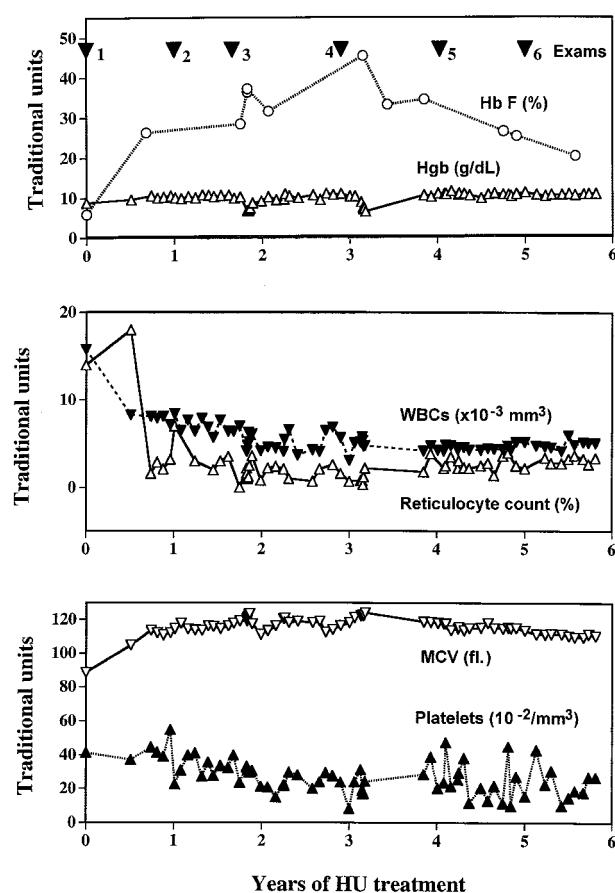 Traditional units
50
40
30
20
10
0
1
2
3
4
5
6
Exams
Hb F (%)
Hgb (g/dL)
0 1 2 3 4 5 6
Traditional units
20
10
0
WBCs (x10-3 mm3)
Reticulocyte count (%)
0 1 2 3 4 5 6
Traditional units
120
100
80
60
40
20
0
MCV (fl.)
Platelets (10-2/mm3)
0 1 2 3 4 5 6
Years of HU treatment